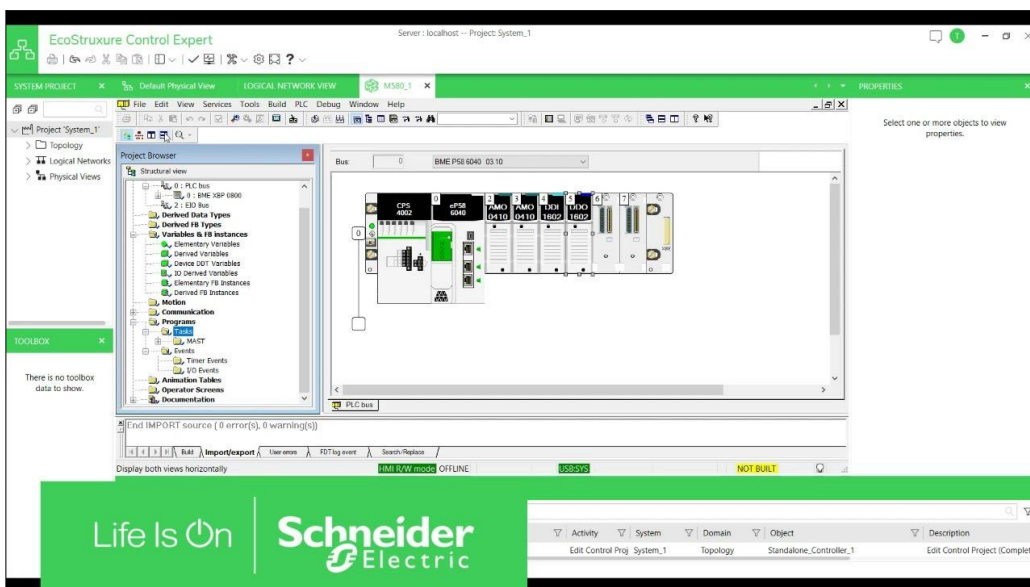 Server : localhost -- Project: System_1
EcoStruxure Control Expert
SYSTEM PROJECT
Default Physical View
LOGICAL NETWORK VIEW
M580_1
PROPERTIES
File Edit View Services Tools Build PLC Debug Window Help
Select one or more objects to view
properties.
Project 'System_1'
Topology
Logical Networks
Physical Views
Project Browser
Structural view
0 : PLC bus
0 : BME XBP 0800
2 : EIO Bus
Derived Data Types
Derived FB Types
Variables & FB instances
Elementary Variables
Derived Variables
Device DDT Variables
IO Derived Variables
Elementary FB Instances
Derived FB Instances
Motion
Communication
Programs
Tasks
MAST
Events
Timer Events
I/O Events
Animation Tables
Operator Screens
Documentation
Bus:
0
BME P58 6040 03.10
0
CPS
4002
0
eP58
6040
2
AMO
0410
3
AMO
0410
4
DDI
1602
5
DDO
1602
6
7
PLC bus
TOOLBOX
There is no toolbox
data to show.
End IMPORT source ( 0 error(s), 0 warning(s))
Build
Import/export
User errors
FDT log event
Search/Replace
Display both views horizontally
HMI R/W mode
OFFLINE
USB:SYS
NOT BUILT
Activity System Domain Object Description
Edit Control Proj System_1 Topology Standalone_Controller_1 Edit Control Project (Complet
Life Is On
Schneider
Electric